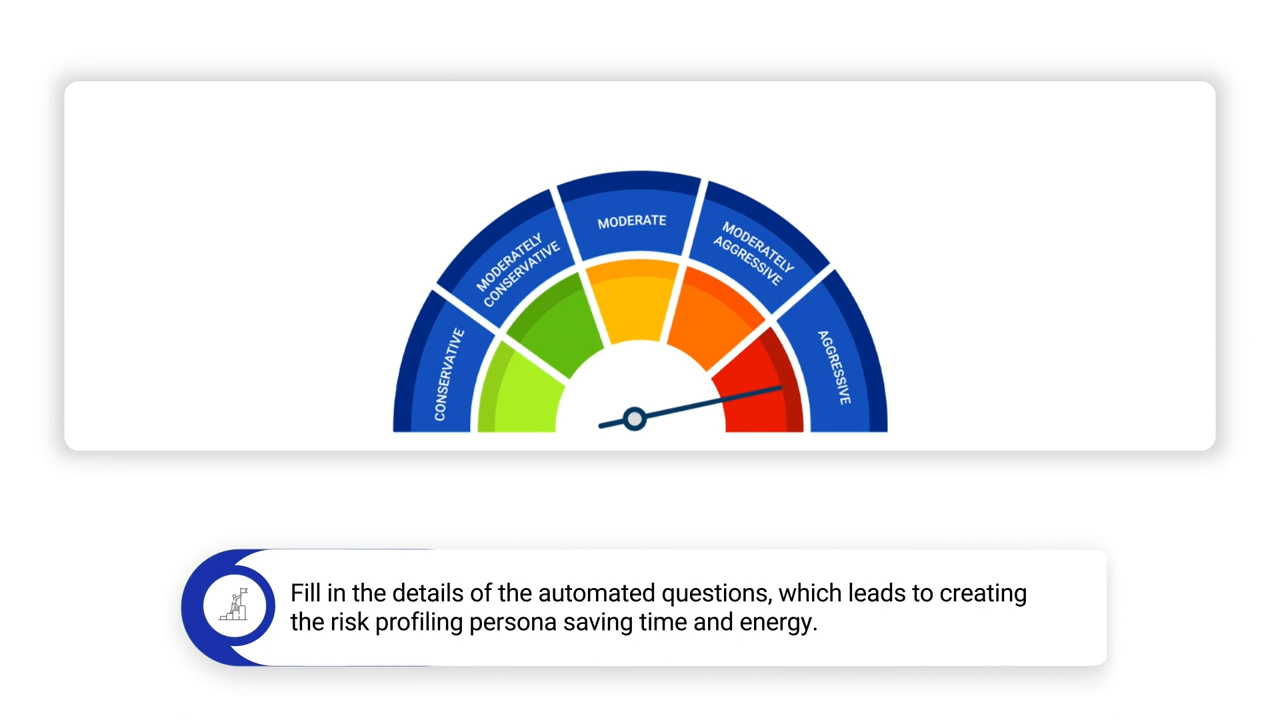 CONSERVATIVE
MODERATELY
CONSERVATIVE
MODERATE
MODERATELY
AGGRESSIVE
AGGRESSIVE
Fill in the details of the automated questions, which leads to creating
the risk profiling persona saving time and energy.